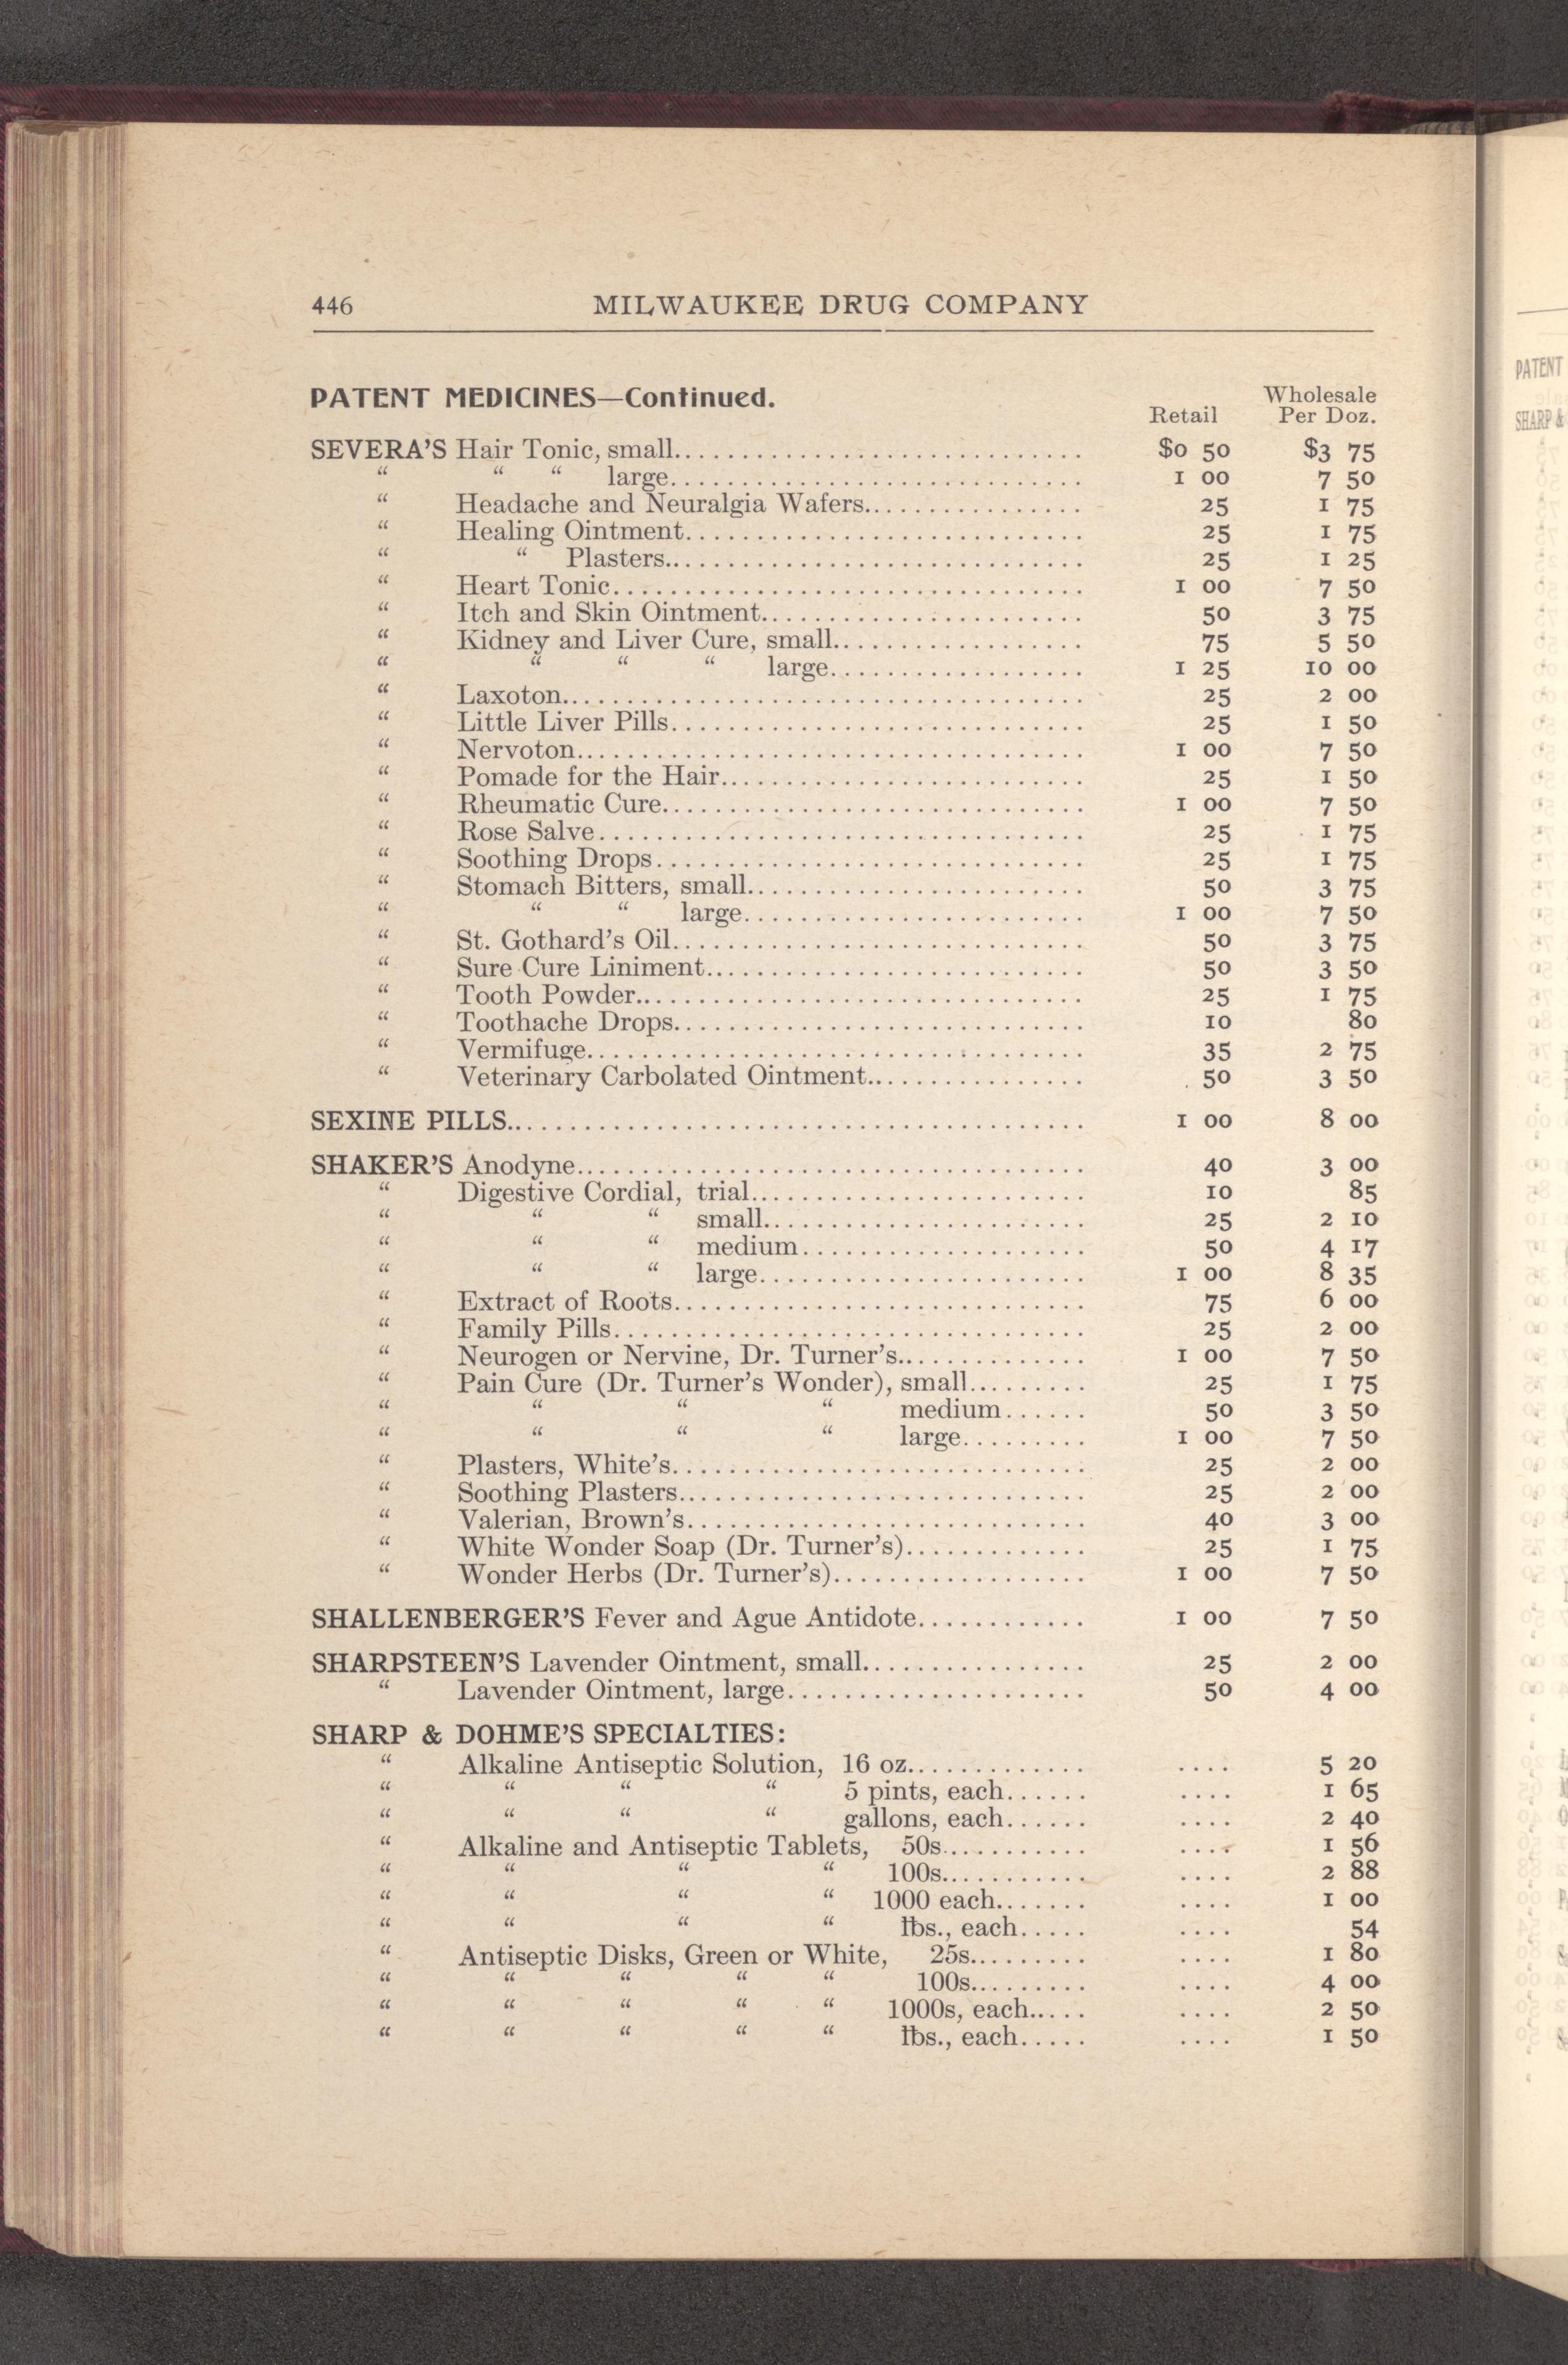 446 MILWAUKEE DRUG COMPANY
PATENT MEDICINES—Continued.
Wholesale
Retail Per Doz.
SEVERA'S Hair Tonic, small.............................. $0 50 $3 75
“ “ “ large.............................. 1 00 7 50
“ Headache and Neuralgia Wafers................ 25 1 75
“ Healing Ointment............................. 25 1 75
“ “ Plasters.............................. 25 1 25
“ Heart Tonic.................................. 1 00 7 50
“ Itch and Skin Ointment....................... 50 3 75
“ Kidney and Liver Cure, small.................. 75 5 50
“ “ “ “ large.................. 1 25 10 00
“ Laxoton..................................... 25 2 00
“ Little Liver Pills............................. 25 1 50
“ Nervoton.................................... 1 00 7 50
“ Pomade for the Hair.......................... 25 1 50
“ Rheumatic Cure.............................. 1 00 7 50
“ Rose Salve................................... 25 1 75
“ Soothing Drops............................... 25 1 75
“ Stomach Bitters, small........................ 50 3 75
“ “ “ large........................ 1 00 7 50
“ St. Gothard's Oil............................. 50 3 75
“ Sure Cure Liniment........................... 50 3 50
“ Tooth Powder................................ 25 1 75
“ Toothache Drops............................. 10 80
“ Vermifuge................................... 35 2 75
“ Veterinary Carbolated Ointment................ 50 3 50
SEXINE PILLS......................................... 1 00 8 00
SHAKER'S Anodyne.................................... 40 3 00
“ Digestive Cordial, trial........................ 10 85
“ “ “ small....................... 25 2 10
“ “ “ medium.................... 50 4 17
“ “ “ large....................... 1 00 8 35
“ Extract of Roots............................. 75 6 00
“ Family Pills.................................. 25 2 00
“ Neurogen or Nervine, Dr. Turner's.............. 1 00 7 50
“ Pain Cure (Dr. Turner's Wonder), small......... 25 1 75
“ “ “ “ medium...... 50 3 50
“ “ “ “ large......... 1 00 7 50
“ Plasters, White's............................. 25 2 00
“ Soothing Plasters............................. 25 2 00
“ Valerian, Brown's............................ 40 3 00
“ White Wonder Soap (Dr. Turner's)............. 25 1 75
“ Wonder Herbs (Dr. Turner's).................. 1 00 7 50
SHALLENBERGER'S Fever and Ague Antidote............ 1 00 7 50
SHARPSTEEN'S Lavender Ointment, small................ 25 2 00
“ Lavender Ointment, large..................... 50 4 00
SHARP & DOHME'S SPECIALTIES:
“ Alkaline Antiseptic Solution, 16 oz............. .... 5 20
“ “ “ “ 5 pints, each...... .... 1 65
“ “ “ “ gallons, each...... .... 2 40
“ Alkaline and Antiseptic Tablets, 50s........... .... 1 56
“ “ “ “ 100s........... .... 2 88
“ “ “ “ 1000 each....... .... 1 00
“ “ “ “ lbs., each..... .... 54
“ Antiseptic Disks, Green or White, 25s......... .... 1 80
“ “ “ “ “ 100s......... .... 4 00
“ “ “ “ “ 1000s, each..... .... 2 50
“ “ “ “ “ lbs., each..... .... 1 50
PATENT
SHARP &